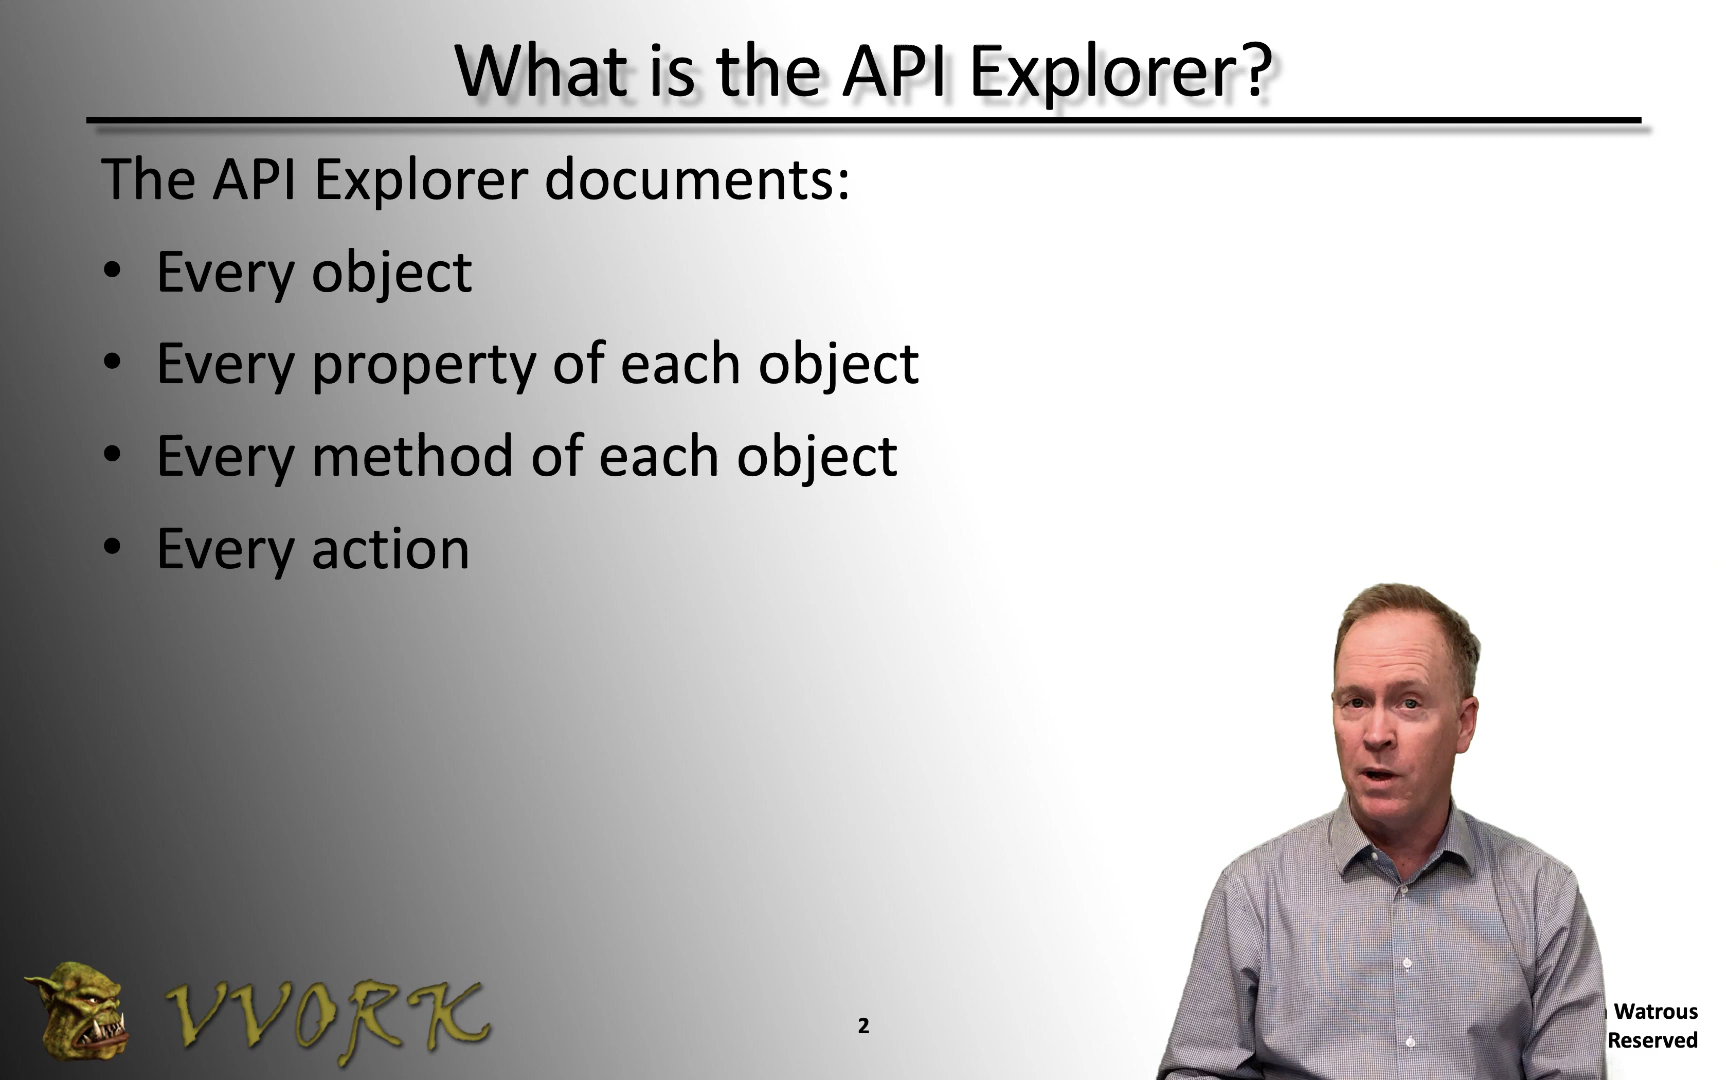 What is the API Explorer?
The API Explorer documents:
• Every object
• Every property of each object
• Every method of each object
• Every action
VVORK
2
Watrous
Reserved